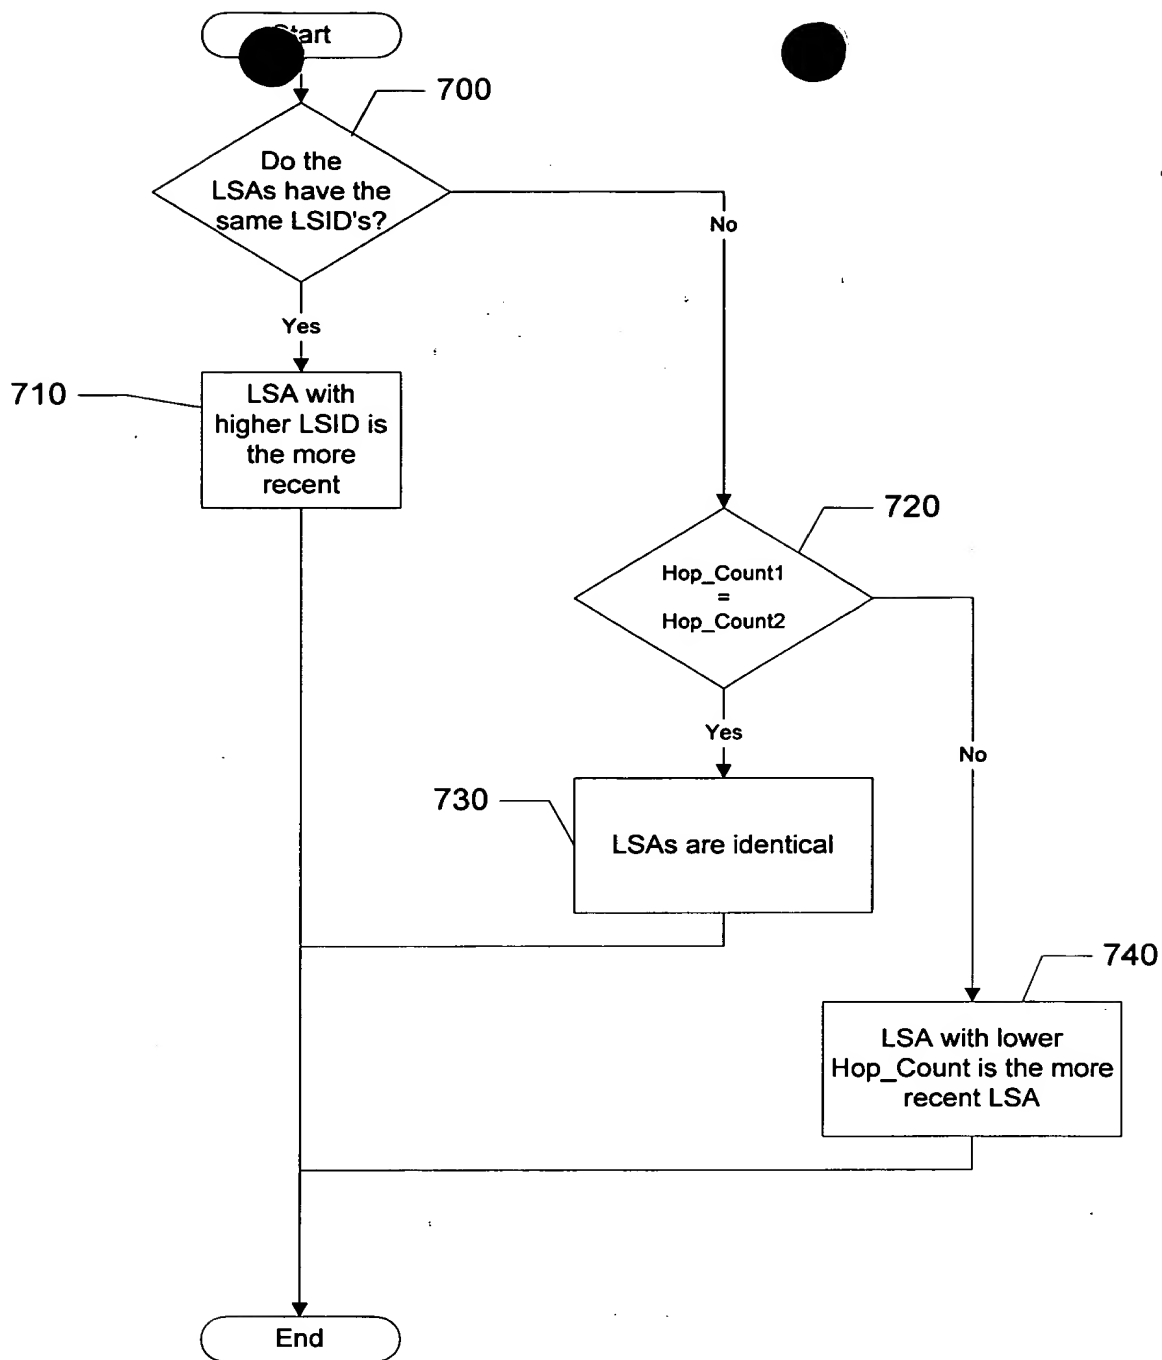 700
Do the
LSAs have the
same LSID's?
No
Yes
710
LSA with
higher LSID is
the more
recent
720
Hop_Count1
=
Hop_Count2
Yes
No
730
LSAs are identical
740
LSA with lower
Hop_Count is the more
recent LSA
End